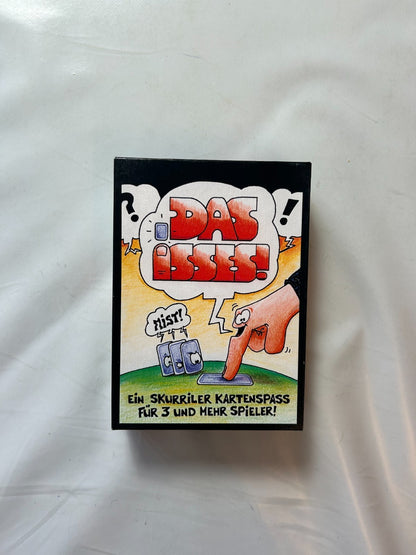 ?
!
DAS
ISSES!
MIST!
EIN SKURRILER KARTENSPASS
FÜR 3 UND MEHR SPIELER!